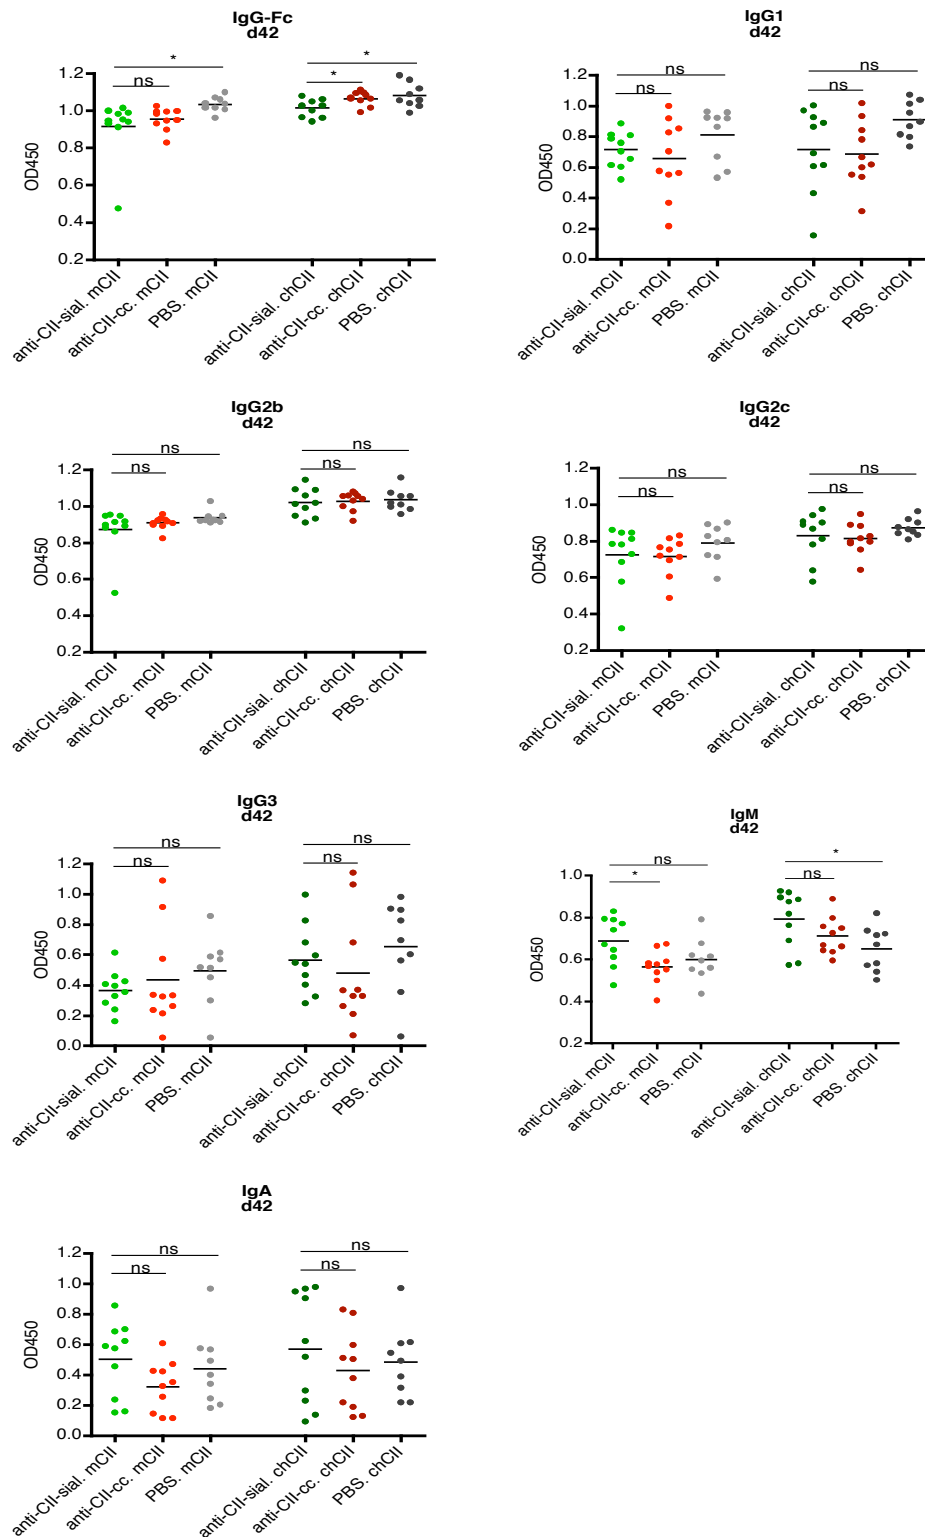 IgG-Fc
d42
*
*
ns
*
1.2
1.0
0.8
0.6
0.4
0.2
OD450
anti-CII-sial. mCII
anti-CII-cc. mCII
PBS. mCII
anti-CII-sial. chCII
anti-CII-cc. chCII
PBS. chCII
IgG1
d42
ns
ns
ns
ns
1.2
1.0
0.8
0.6
0.4
0.2
0.0
OD450
anti-CII-sial. mCII
anti-CII-cc. mCII
PBS. mCII
anti-CII-sial. chCII
anti-CII-cc. chCII
PBS. chCII
IgG2b
d42
ns
ns
ns
ns
1.2
1.0
0.8
0.6
0.4
0.2
OD450
anti-CII-sial. mCII
anti-CII-cc. mCII
PBS. mCII
anti-CII-sial. chCII
anti-CII-cc. chCII
PBS. chCII
IgG2c
d42
ns
ns
ns
ns
1.2
1.0
0.8
0.6
0.4
0.2
OD450
anti-CII-sial. mCII
anti-CII-cc. mCII
PBS. mCII
anti-CII-sial. chCII
anti-CII-cc. chCII
PBS. chCII
IgG3
d42
ns
ns
ns
ns
1.2
1.0
0.8
0.6
0.4
0.2
0.0
OD450
anti-CII-sial. mCII
anti-CII-cc. mCII
PBS. mCII
anti-CII-sial. chCII
anti-CII-cc. chCII
PBS. chCII
IgM
d42
ns
*
*
ns
1.0
0.8
0.6
0.4
0.2
OD450
anti-CII-sial. mCII
anti-CII-cc. mCII
PBS. mCII
anti-CII-sial. chCII
anti-CII-cc. chCII
PBS. chCII
IgA
d42
ns
ns
ns
ns
1.2
1.0
0.8
0.6
0.4
0.2
0.0
OD450
anti-CII-sial. mCII
anti-CII-cc. mCII
PBS. mCII
anti-CII-sial. chCII
anti-CII-cc. chCII
PBS. chCII